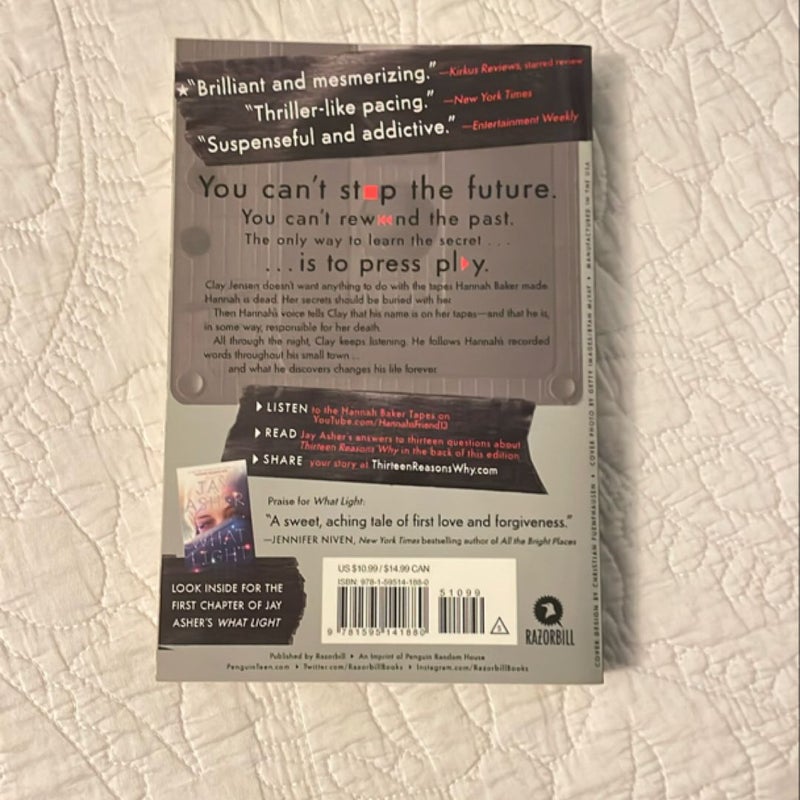 ★"Brilliant and mesmerizing." —Kirkus Reviews, starred review
"Thriller-like pacing." —New York Times
"Suspenseful and addictive." —Entertainment Weekly
You can't stop the future.
You can't rewind the past.
The only way to learn the secret . . .
. . . is to press play.
Clay Jensen doesn't want anything to do with the tapes Hannah Baker made.
Hannah is dead. Her secrets should be buried with her.
Then Hannah's voice tells Clay that his name is on her tapes—and that he is,
in some way, responsible for her death.
All through the night, Clay keeps listening. He follows Hannah's recorded
words throughout his small town . . .
and what he discovers changes his life forever.
LISTEN to the Hannah Baker Tapes on
YouTube.com/HannahsFriend13
READ Jay Asher's answers to thirteen questions about
Thirteen Reasons Why in the back of this edition
SHARE your story at ThirteenReasonsWhy.com
JAY
ASHER
WHAT
LIGHT
Praise for What Light:
"A sweet, aching tale of first love and forgiveness."
—JENNIFER NIVEN, New York Times bestselling author of All the Bright Places
LOOK INSIDE FOR THE
FIRST CHAPTER OF JAY
ASHER'S WHAT LIGHT
US $10.99 / $14.99 CAN
ISBN: 978-1-59514-188-0
51099
9 781595 141880
RAZORBILL
Published by Razorbill • An Imprint of Penguin Random House
PenguinTeen.com • Twitter.com/RazorbillBooks • Instagram.com/RazorbillBooks
COVER DESIGN BY CHRISTIAN FUENFHAUSEN • COVER PHOTO BY GETTY IMAGES/RYAN MCVAY • MANUFACTURED IN THE USA